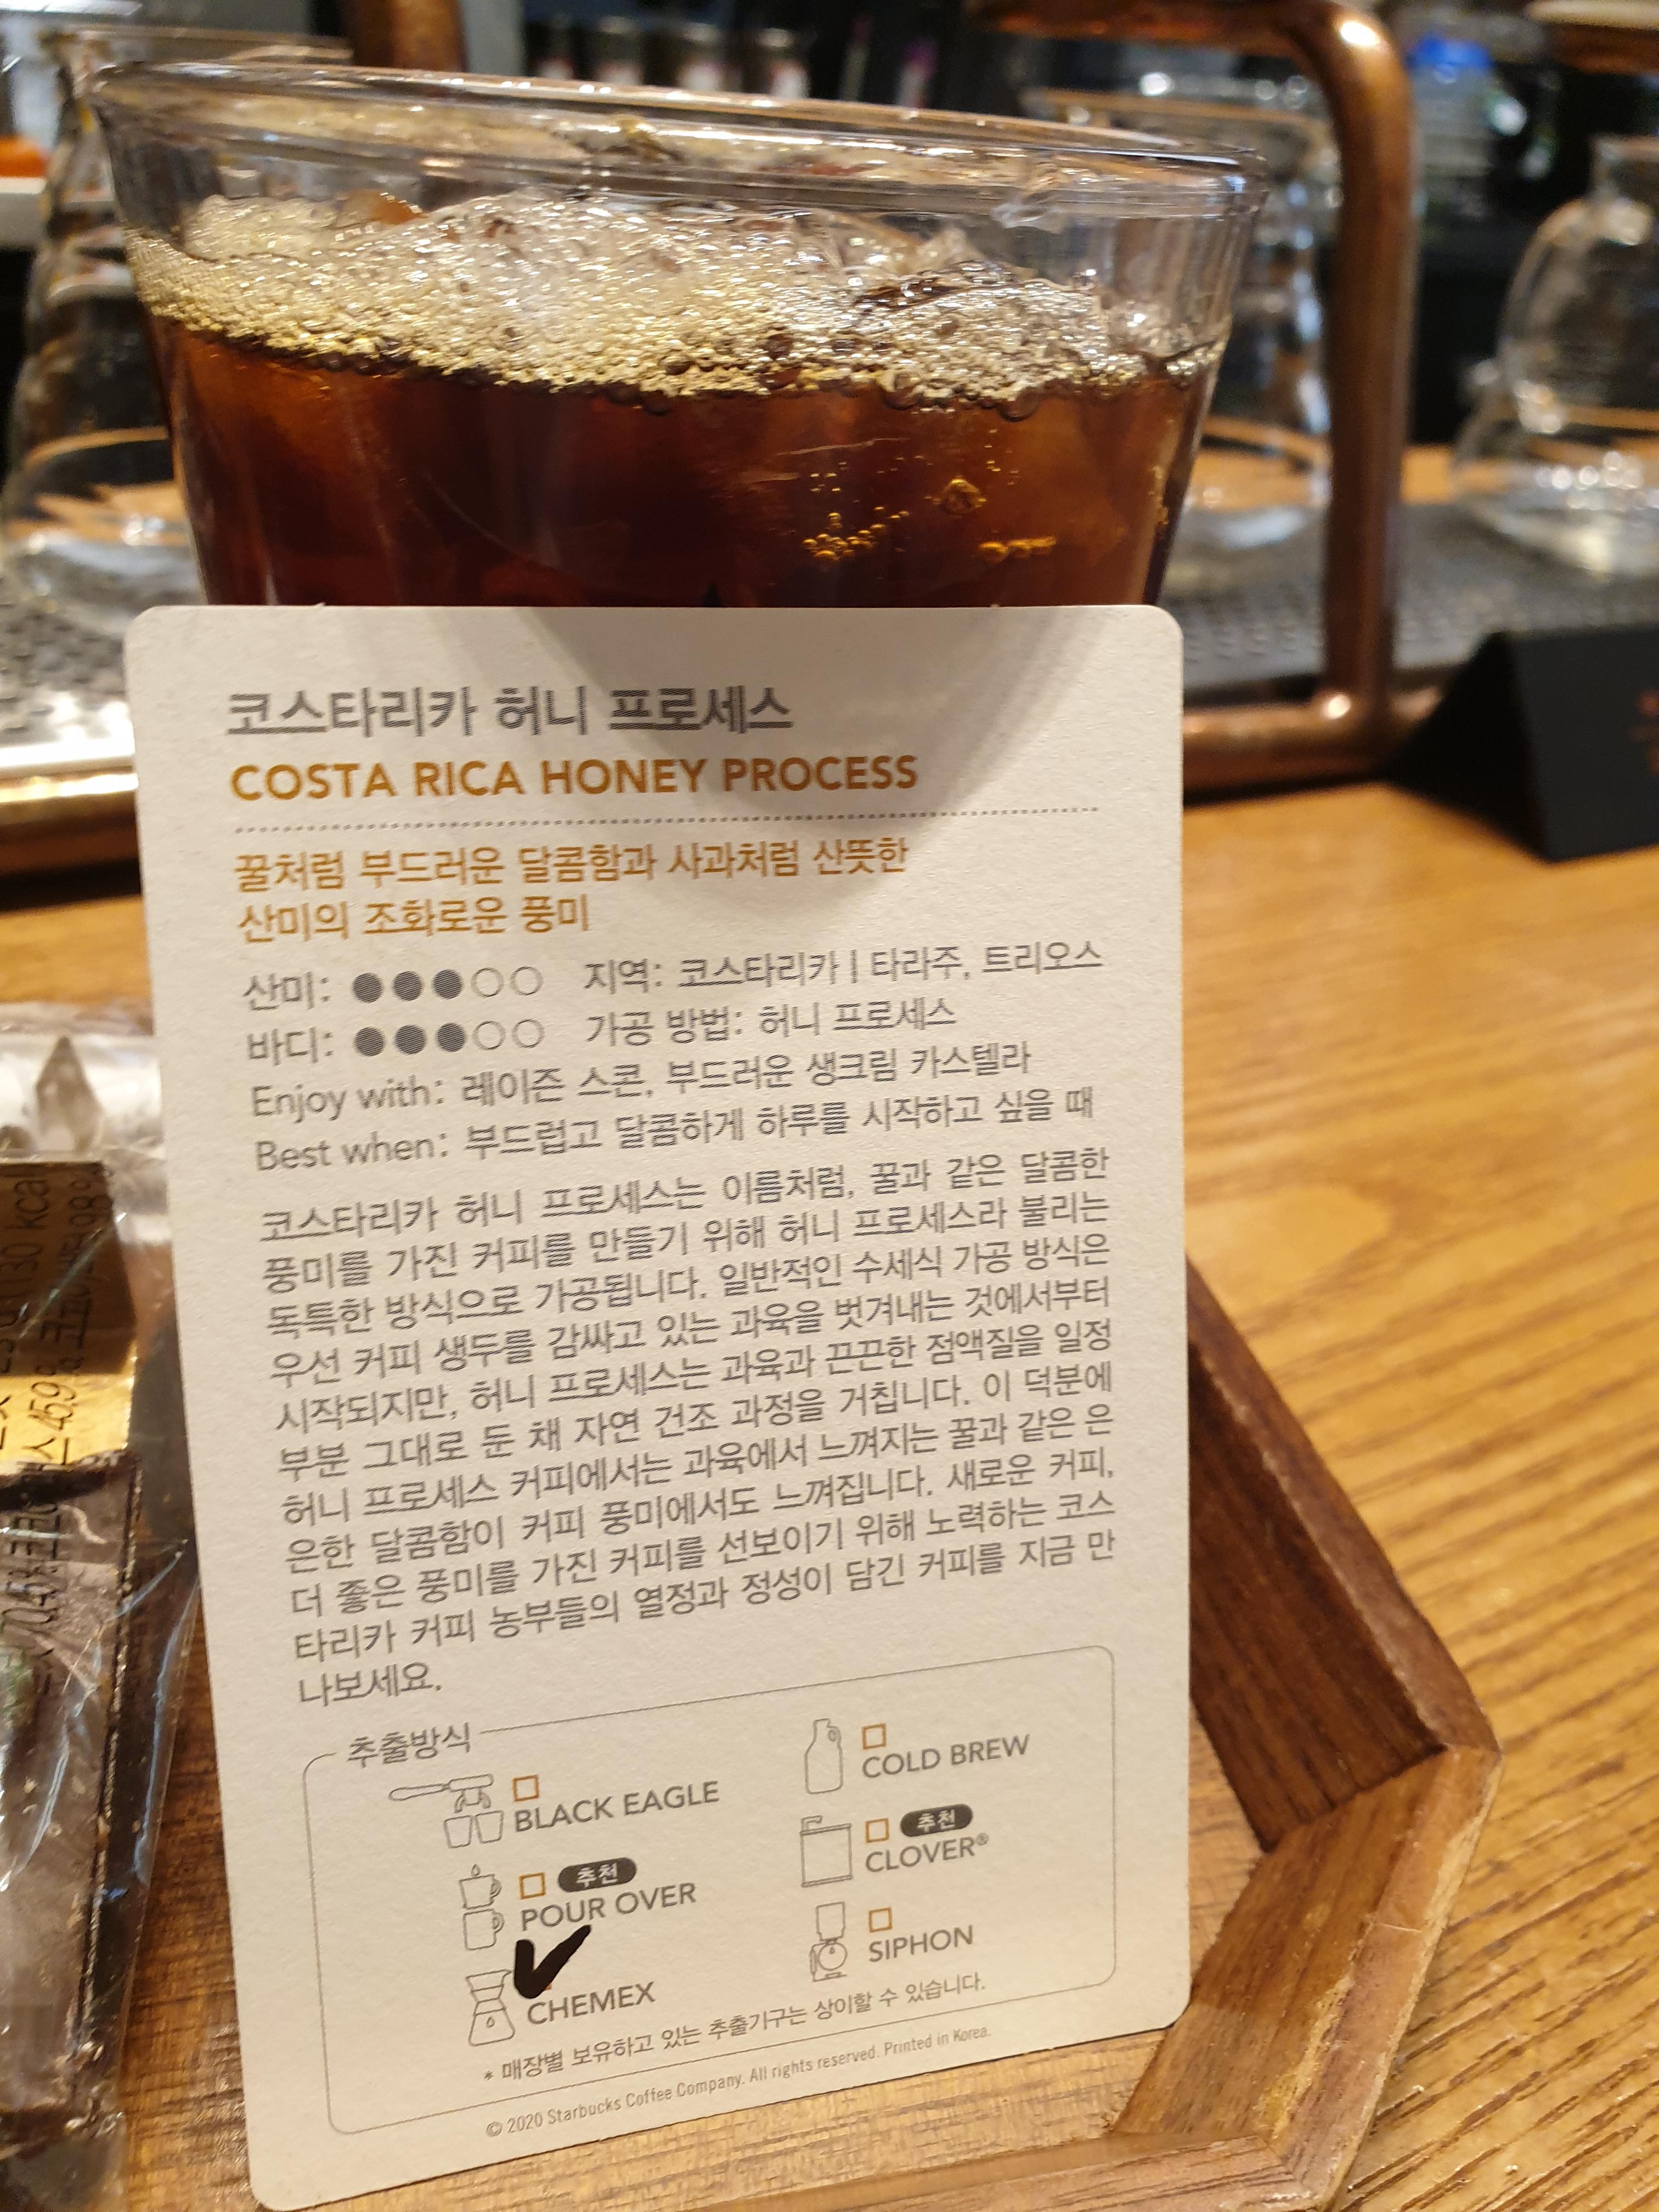 코스타리카 허니 프로세스
COSTA RICA HONEY PROCESS
꿀처럼 부드러운 달콤함과 사과처럼 산뜻한
산미의 조화로운 풍미
산미: ●●●○○ 지역: 코스타리카 | 타라주, 트리오스
바디: ●●●○○ 가공 방법: 허니 프로세스
Enjoy with: 레이즌 스콘, 부드러운 생크림 카스텔라
Best when: 부드럽고 달콤하게 하루를 시작하고 싶을 때
코스타리카 허니 프로세스는 이름처럼, 꿀과 같은 달콤한
풍미를 가진 커피를 만들기 위해 허니 프로세스라 불리는
독특한 방식으로 가공됩니다. 일반적인 수세식 가공 방식은
우선 커피 생두를 감싸고 있는 과육을 벗겨내는 것에서부터
시작되지만, 허니 프로세스는 과육과 끈끈한 점액질을 일정
부분 그대로 둔 채 자연 건조 과정을 거칩니다. 이 덕분에
허니 프로세스 커피에서는 과육에서 느껴지는 꿀과 같은 은
은한 달콤함이 커피 풍미에서도 느껴집니다. 새로운 커피,
더 좋은 풍미를 가진 커피를 선보이기 위해 노력하는 코스
타리카 커피 농부들의 열정과 정성이 담긴 커피를 지금 만
나보세요.
추출방식
BLACK EAGLE
추천
POUR OVER
CHEMEX
COLD BREW
추천
CLOVER®
SIPHON
* 매장별 보유하고 있는 추출기구는 상이할 수 있습니다.
© 2020 Starbucks Coffee Company. All rights reserved. Printed in Korea.
130 kcal